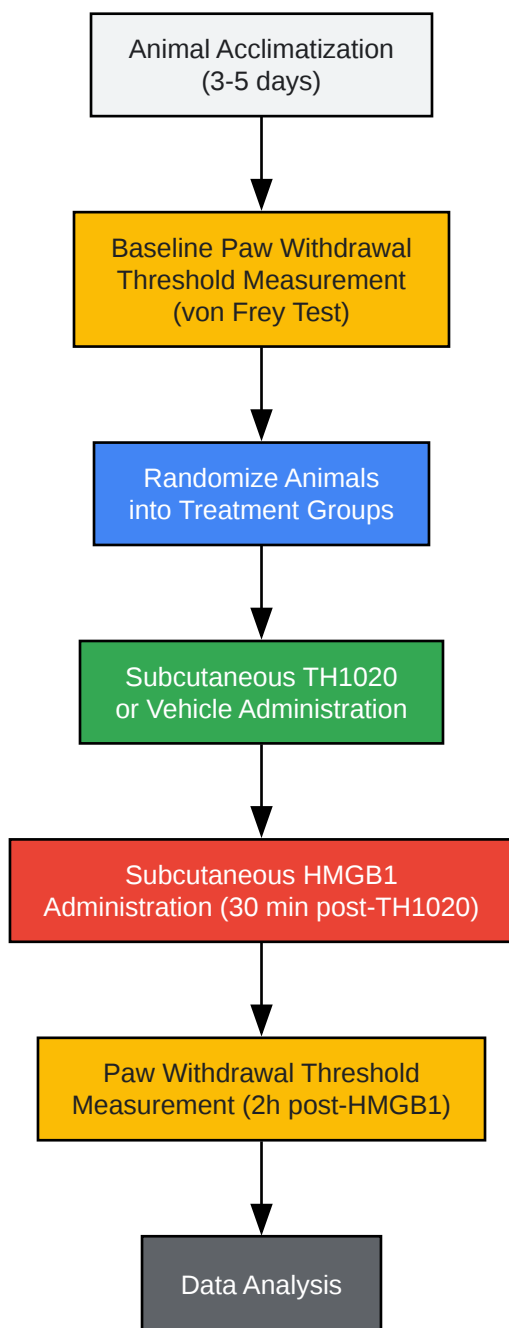 Animal Acclimatization
(3-5 days)
Baseline Paw Withdrawal
Threshold Measurement
(von Frey Test)
Randomize Animals
into Treatment Groups
Subcutaneous TH1020
or Vehicle Administration
Subcutaneous HMGB1
Administration (30 min post-TH1020)
Paw Withdrawal Threshold
Measurement (2h post-HMGB1)
Data Analysis